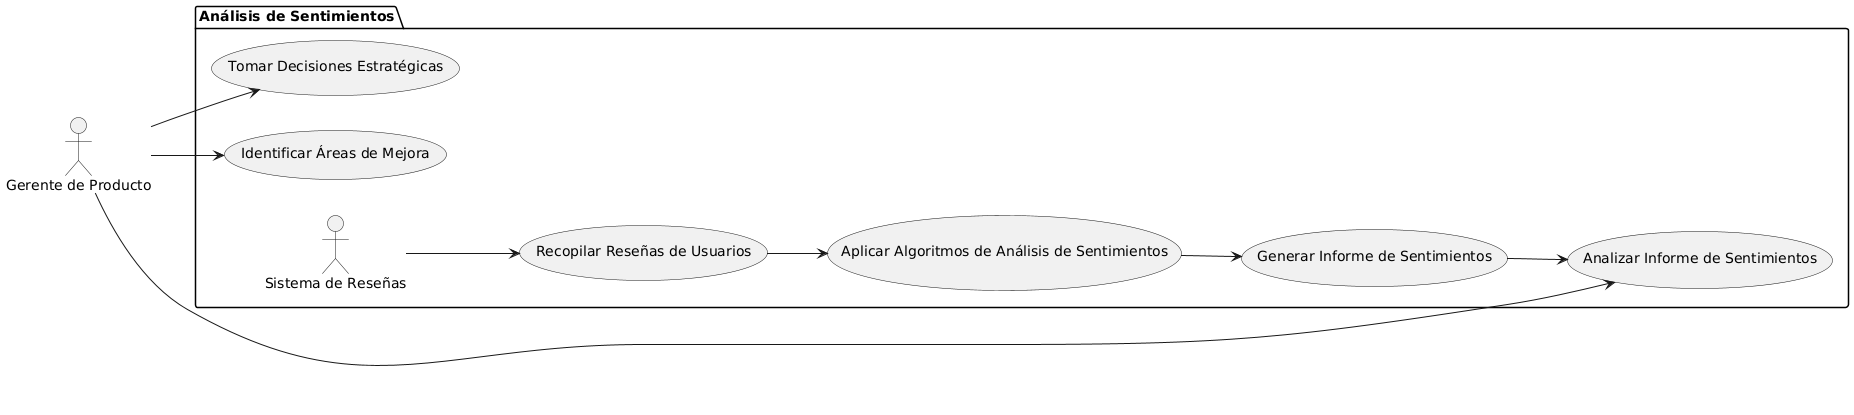 Análisis de Sentimientos
Tomar Decisiones Estratégicas
Identificar Áreas de Mejora
Gerente de Producto
Recopilar Reseñas de Usuarios
Aplicar Algoritmos de Análisis de Sentimientos
Generar Informe de Sentimientos
Analizar Informe de Sentimientos
Sistema de Reseñas